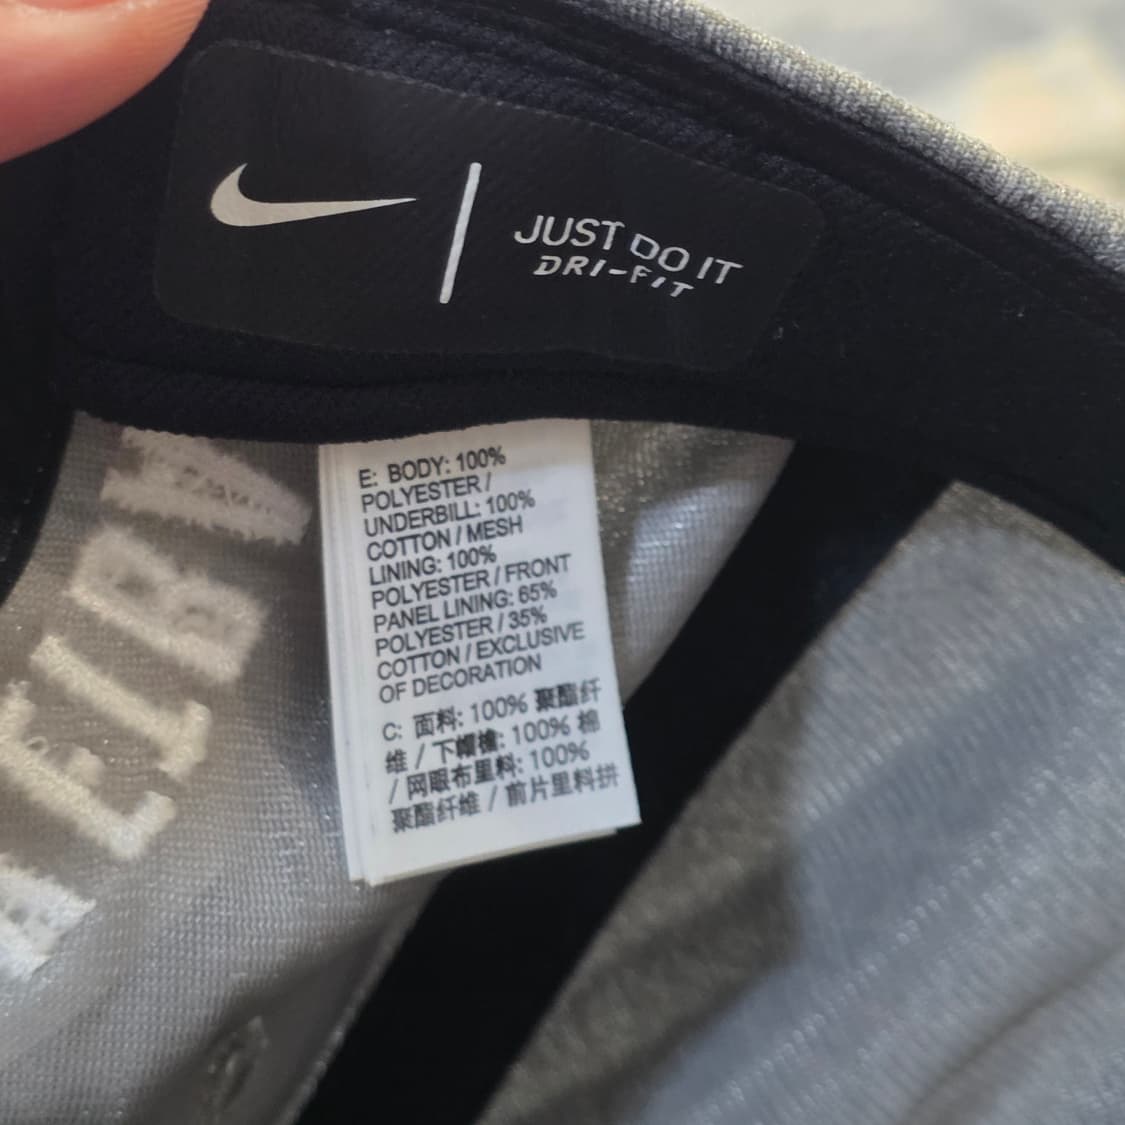 JUST DO IT
DRI-FIT
E: BODY: 100%
POLYESTER /
UNDERBILL: 100%
COTTON / MESH
LINING: 100%
POLYESTER / FRONT
PANEL LINING: 65%
POLYESTER / 35%
COTTON / EXCLUSIVE
OF DECORATION
C: 面料: 100% 聚酯纤
维 / 下帽檐: 100% 棉
/ 网眼布里料: 100%
聚酯纤维 / 前片里料拼